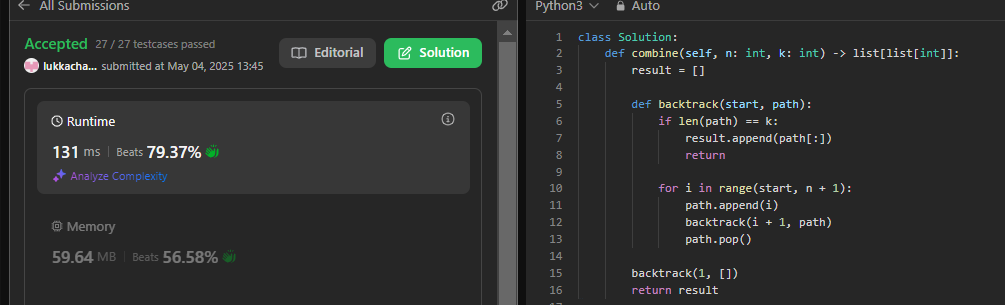 ← All Submissions
Accepted 27 / 27 testcases passed
lukkacha... submitted at May 04, 2025 13:45
Editorial
Solution
Runtime
131 ms | Beats 79.37%
Analyze Complexity
Memory
59.64 MB | Beats 56.58%
Python3 Auto
1 class Solution:
2     def combine(self, n: int, k: int) -> list[list[int]]:
3         result = []
4
5         def backtrack(start, path):
6             if len(path) == k:
7                 result.append(path[:])
8                 return
9
10             for i in range(start, n + 1):
11                 path.append(i)
12                 backtrack(i + 1, path)
13                 path.pop()
14
15         backtrack(1, [])
16         return result
17